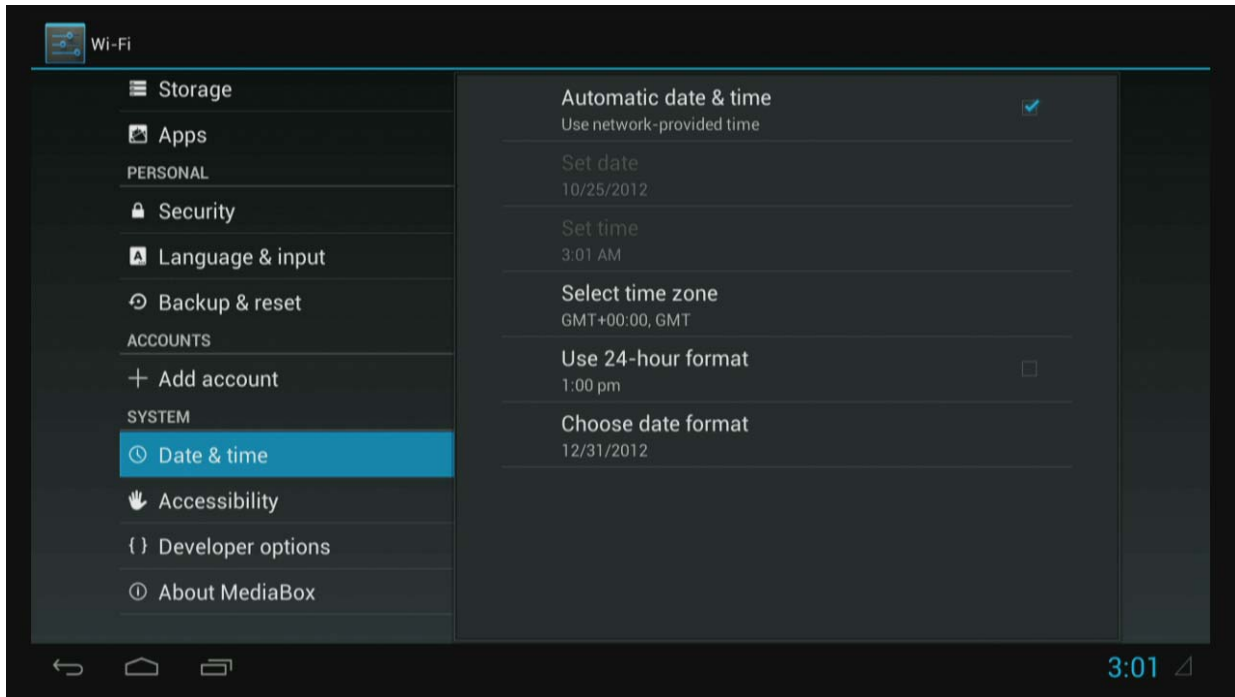 Wi-Fi
Storage
Apps
PERSONAL
Security
Language & input
Backup & reset
ACCOUNTS
Add account
SYSTEM
Date & time
Accessibility
{ } Developer options
About MediaBox
Automatic date & time
Use network-provided time
Set date
10/25/2012
Set time
3:01 AM
Select time zone
GMT+00:00, GMT
Use 24-hour format
1:00 pm
Choose date format
12/31/2012
3:01